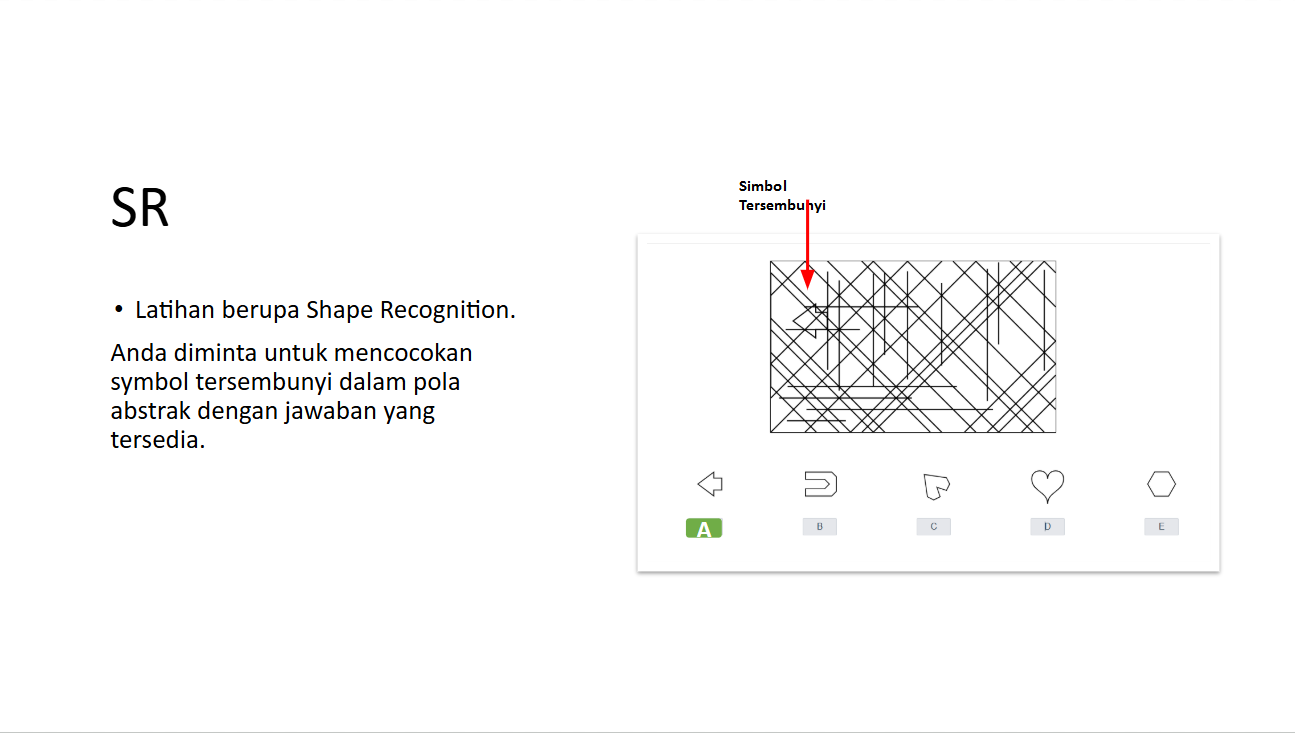 SR
• Latihan berupa Shape Recognition.
Anda diminta untuk mencocokan
symbol tersembunyi dalam pola
abstrak dengan jawaban yang
tersedia.
Simbol
Tersembunyi
A B C D E